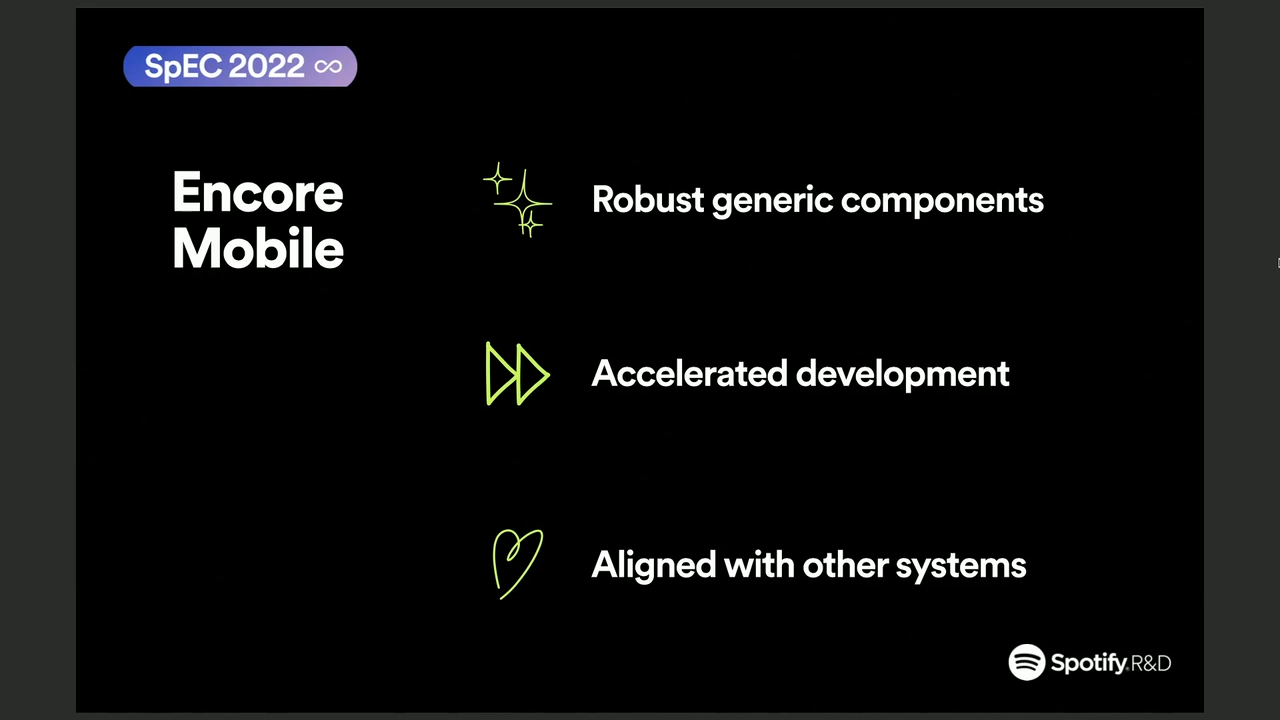 SpEC 2022 ∞
Encore
Mobile
Robust generic components
Accelerated development
Aligned with other systems
Spotify R&D